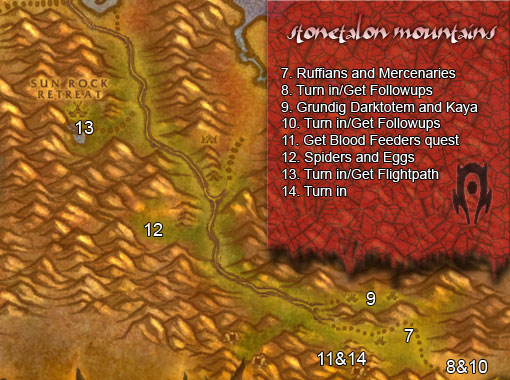 stonetalon mountains
7. Ruffians and Mercenaries
8. Turn in/Get Followups
9. Grundig Darktotem and Kaya
10. Turn in/Get Followups
11. Get Blood Feeders quest
12. Spiders and Eggs
13. Turn in/Get Flightpath
14. Turn in
SUN ROCK
RETREAT
13
12
9
7
11&14
8&10